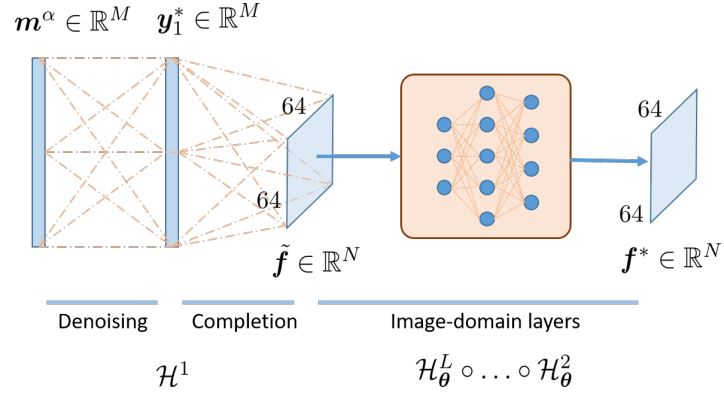 𝒎^α ∈ ℝ^M 𝒚_1^* ∈ ℝ^M
64 64
64 64
𝒇̃ ∈ ℝ^N 𝒇^* ∈ ℝ^N
Denoising Completion Image-domain layers
ℋ^1 ℋ_𝜽^L ∘ … ∘ ℋ_𝜽^2